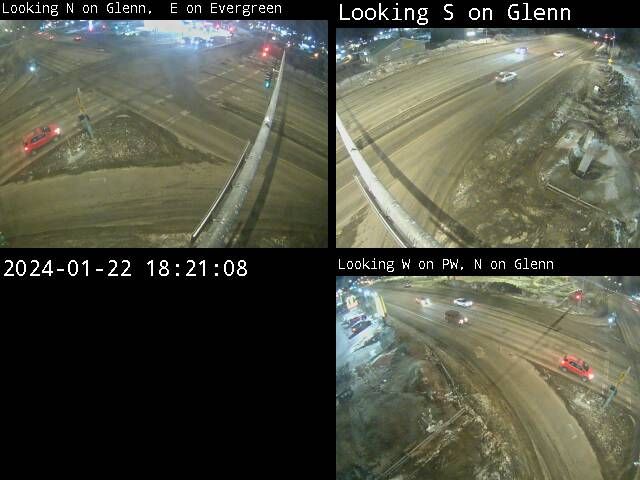 Looking N on Glenn,  E on Evergreen
Looking S on Glenn
2024-01-22 18:21:08
Looking W on PW, N on Glenn